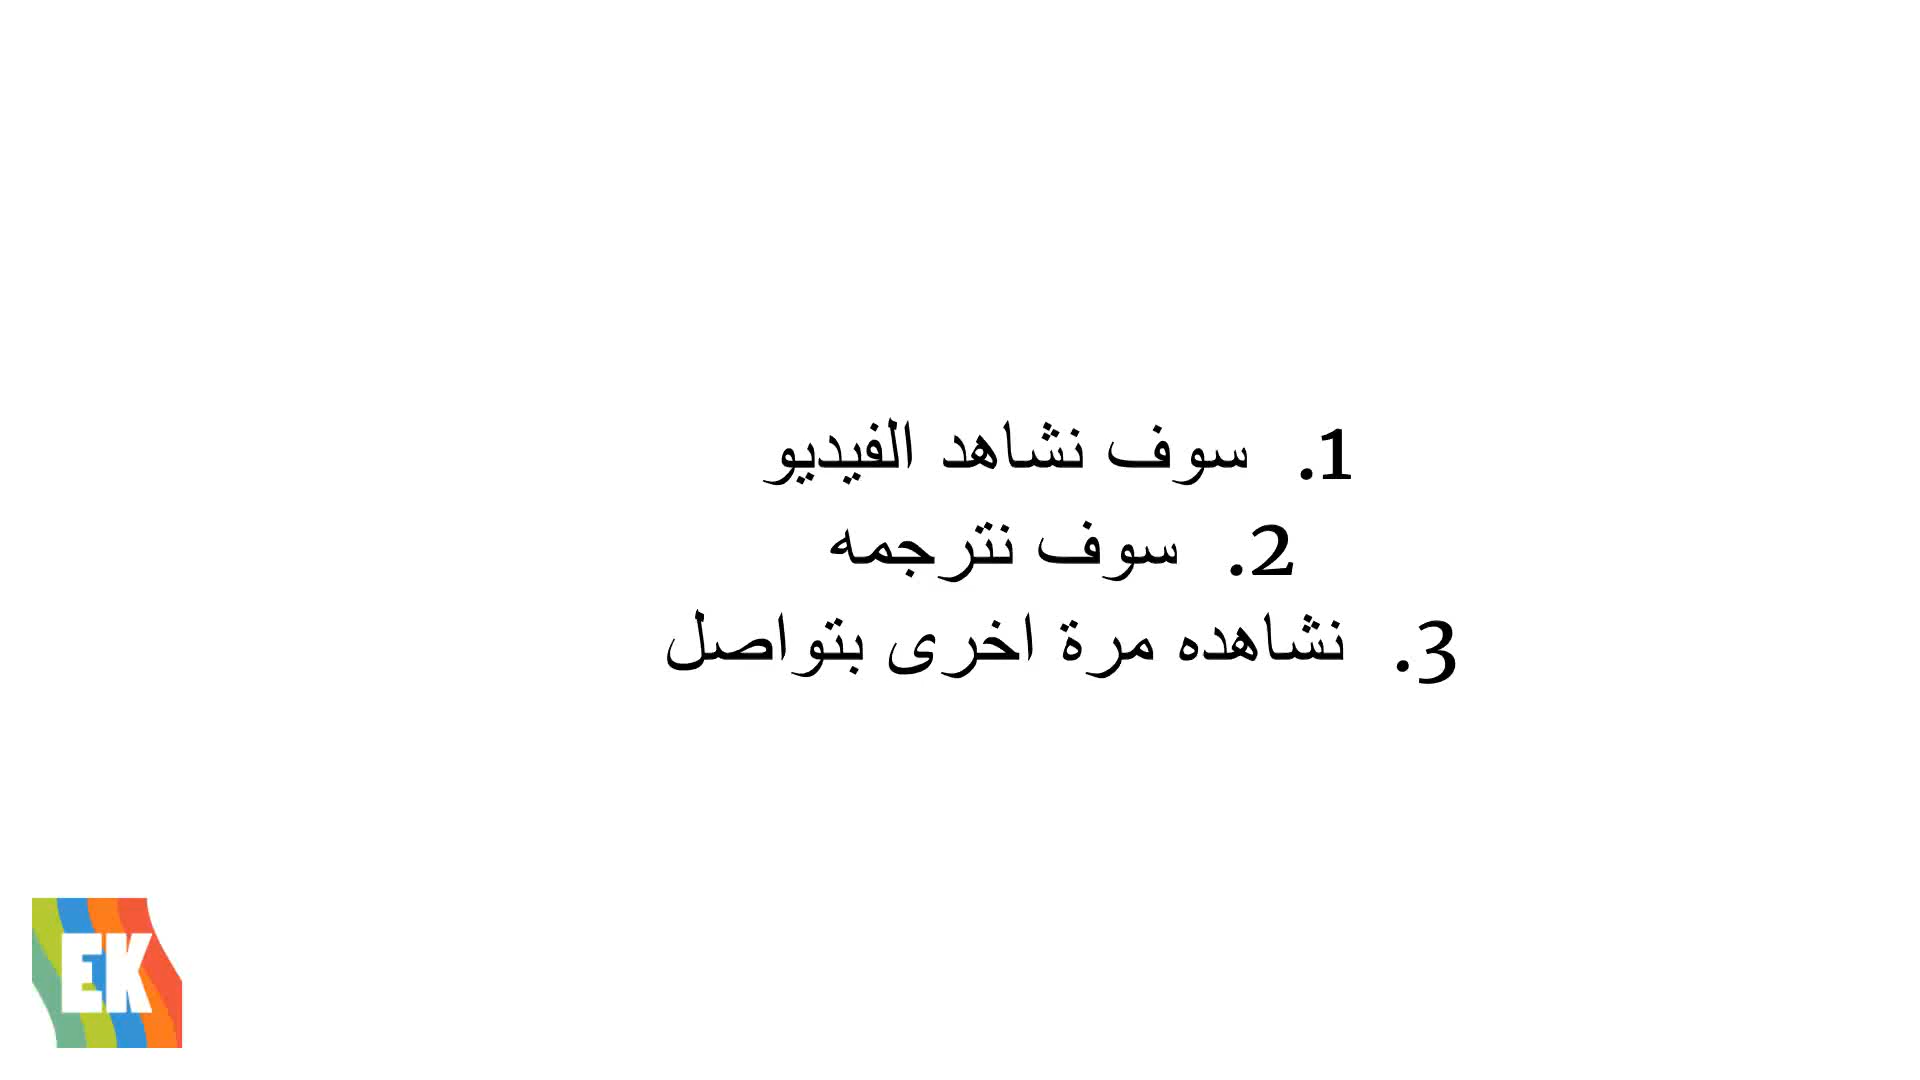 1. سوف نشاهد الفيديو
2. سوف نترجمه
3. نشاهده مرة اخرى بتواصل
EK